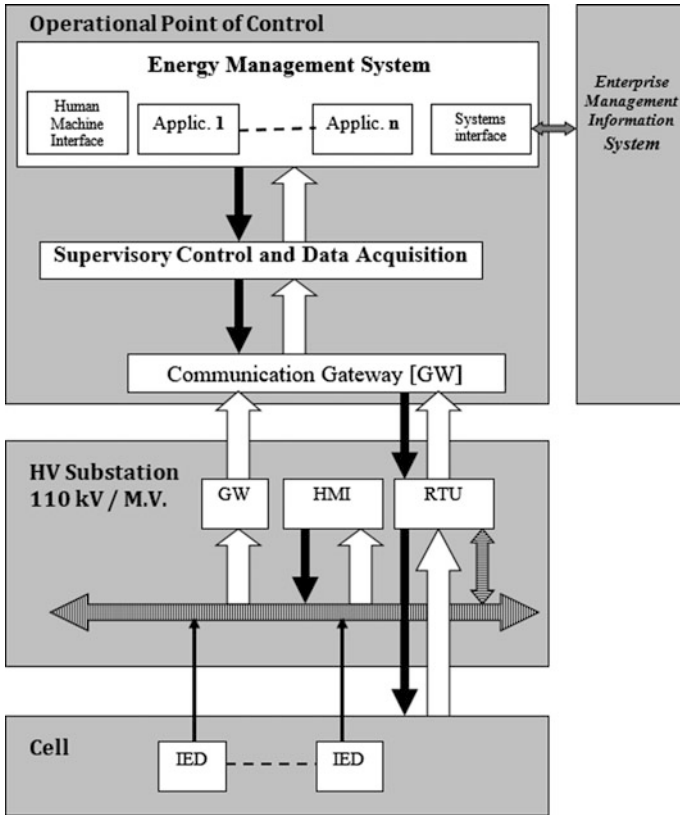 Operational Point of Control
Energy Management System
Human
Machine
Interface
Applic. 1
Applic. n
Systems
interface
Enterprise
Management
Information
System
Supervisory Control and Data Acquisition
Communication Gateway [GW]
HV Substation
110 kV / M.V.
GW
HMI
RTU
Cell
IED
IED